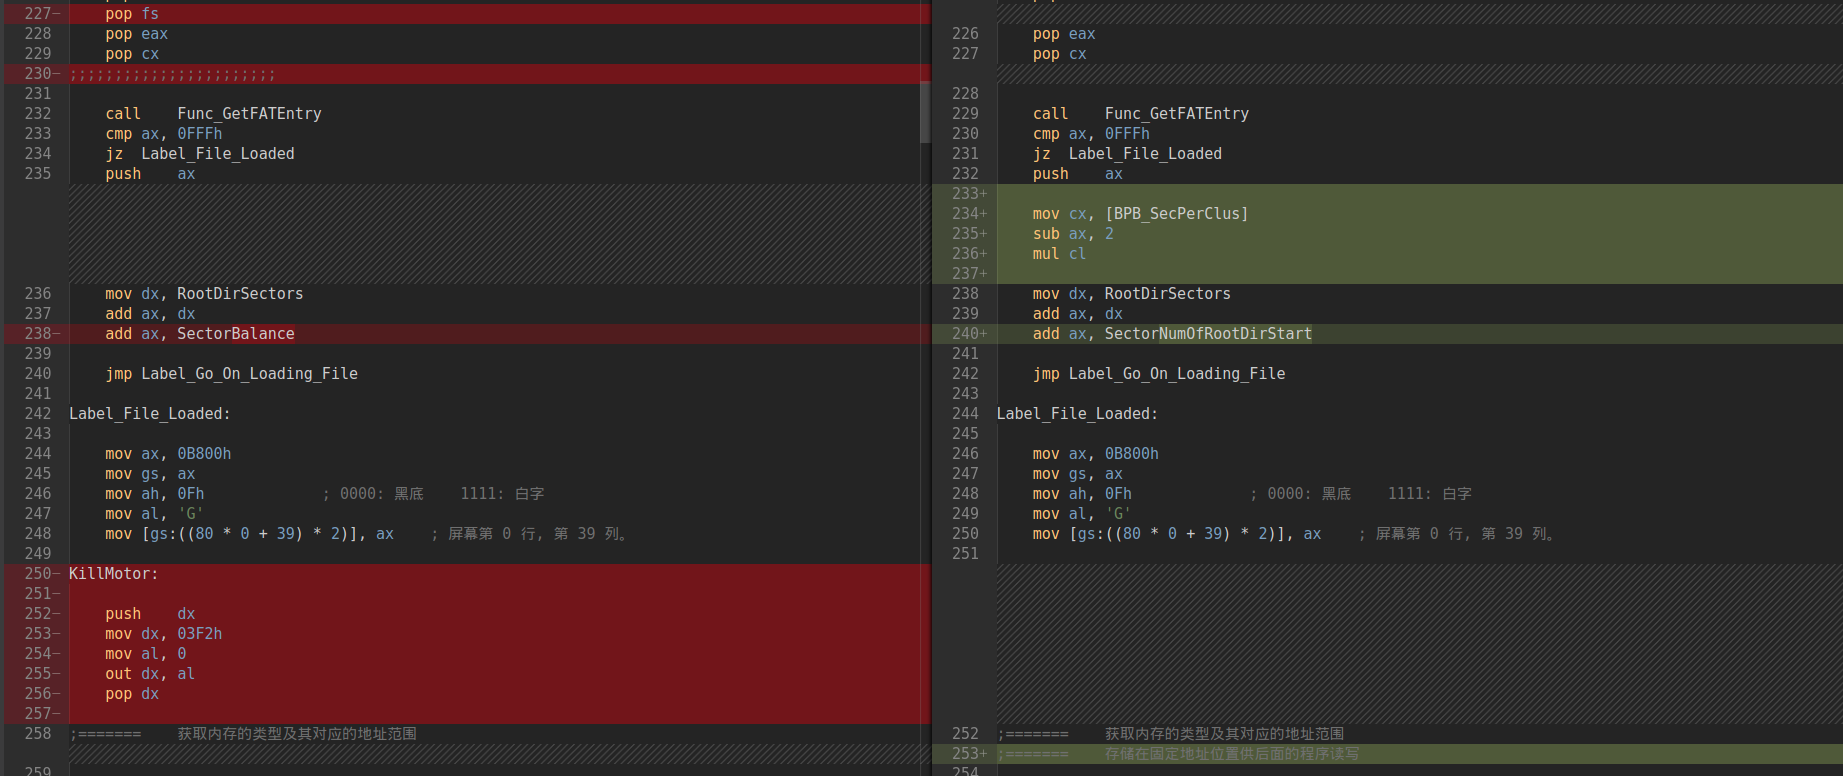 227− pop fs
228 pop eax
229 pop cx
230− ;;;;;;;;;;;;;;;;;;;;;;;
231
232 call Func_GetFATEntry
233 cmp ax, 0FFFh
234 jz Label_File_Loaded
235 push ax
236 mov dx, RootDirSectors
237 add ax, dx
238− add ax, SectorBalance
239
240 jmp Label_Go_On_Loading_File
241
242 Label_File_Loaded:
243
244 mov ax, 0B800h
245 mov gs, ax
246 mov ah, 0Fh ; 0000: 黑底 1111: 白字
247 mov al, 'G'
248 mov [gs:((80 * 0 + 39) * 2)], ax ; 屏幕第 0 行, 第 39 列。
249
250− KillMotor:
251−
252− push dx
253− mov dx, 03F2h
254− mov al, 0
255− out dx, al
256− pop dx
257−
258 ;======= 获取内存的类型及其对应的地址范围
259
226 pop eax
227 pop cx
228
229 call Func_GetFATEntry
230 cmp ax, 0FFFh
231 jz Label_File_Loaded
232 push ax
233+
234+ mov cx, [BPB_SecPerClus]
235+ sub ax, 2
236+ mul cl
237+
238 mov dx, RootDirSectors
239 add ax, dx
240+ add ax, SectorNumOfRootDirStart
241
242 jmp Label_Go_On_Loading_File
243
244 Label_File_Loaded:
245
246 mov ax, 0B800h
247 mov gs, ax
248 mov ah, 0Fh ; 0000: 黑底 1111: 白字
249 mov al, 'G'
250 mov [gs:((80 * 0 + 39) * 2)], ax ; 屏幕第 0 行, 第 39 列。
251
252 ;======= 获取内存的类型及其对应的地址范围
253+ ;======= 存储在固定地址位置供后面的程序读写
254